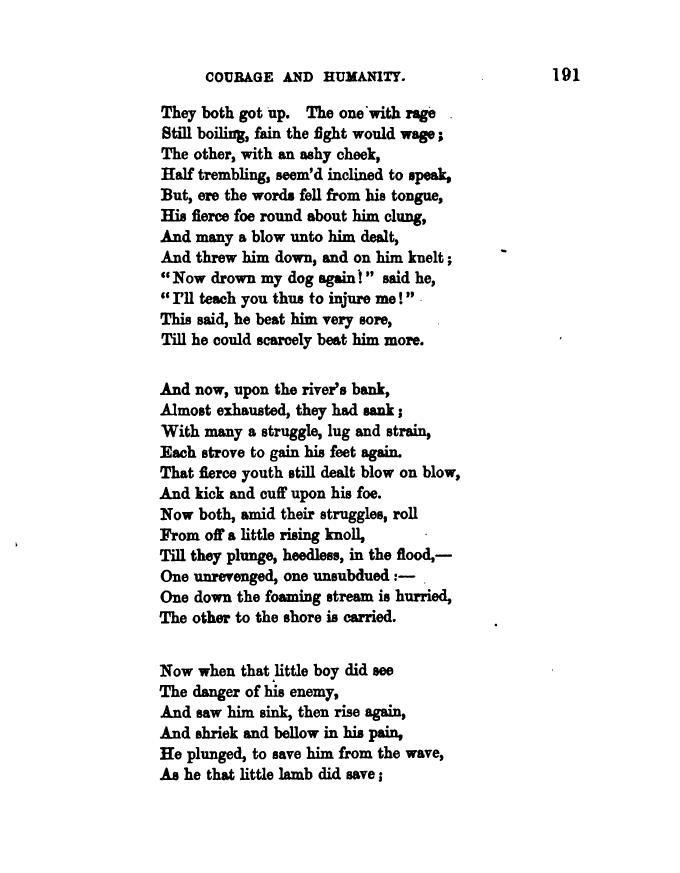 COURAGE AND HUMANITY. 191
They both got up. The one with rage
Still boiling, fain the fight would wage;
The other, with an ashy cheek,
Half trembling, seem'd inclined to speak,
But, ere the words fell from his tongue,
His fierce foe round about him clung,
And many a blow unto him dealt,
And threw him down, and on him knelt;
"Now drown my dog again!" said he,
"I'll teach you thus to injure me!"
This said, he beat him very sore,
Till he could scarcely beat him more.
And now, upon the river's bank,
Almost exhausted, they had sank;
With many a struggle, lug and strain,
Each strove to gain his feet again.
That fierce youth still dealt blow on blow,
And kick and cuff upon his foe.
Now both, amid their struggles, roll
From off a little rising knoll,
Till they plunge, heedless, in the flood,—
One unrevenged, one unsubdued:—
One down the foaming stream is hurried,
The other to the shore is carried.
Now when that little boy did see
The danger of his enemy,
And saw him sink, then rise again,
And shriek and bellow in his pain,
He plunged, to save him from the wave,
As he that little lamb did save;